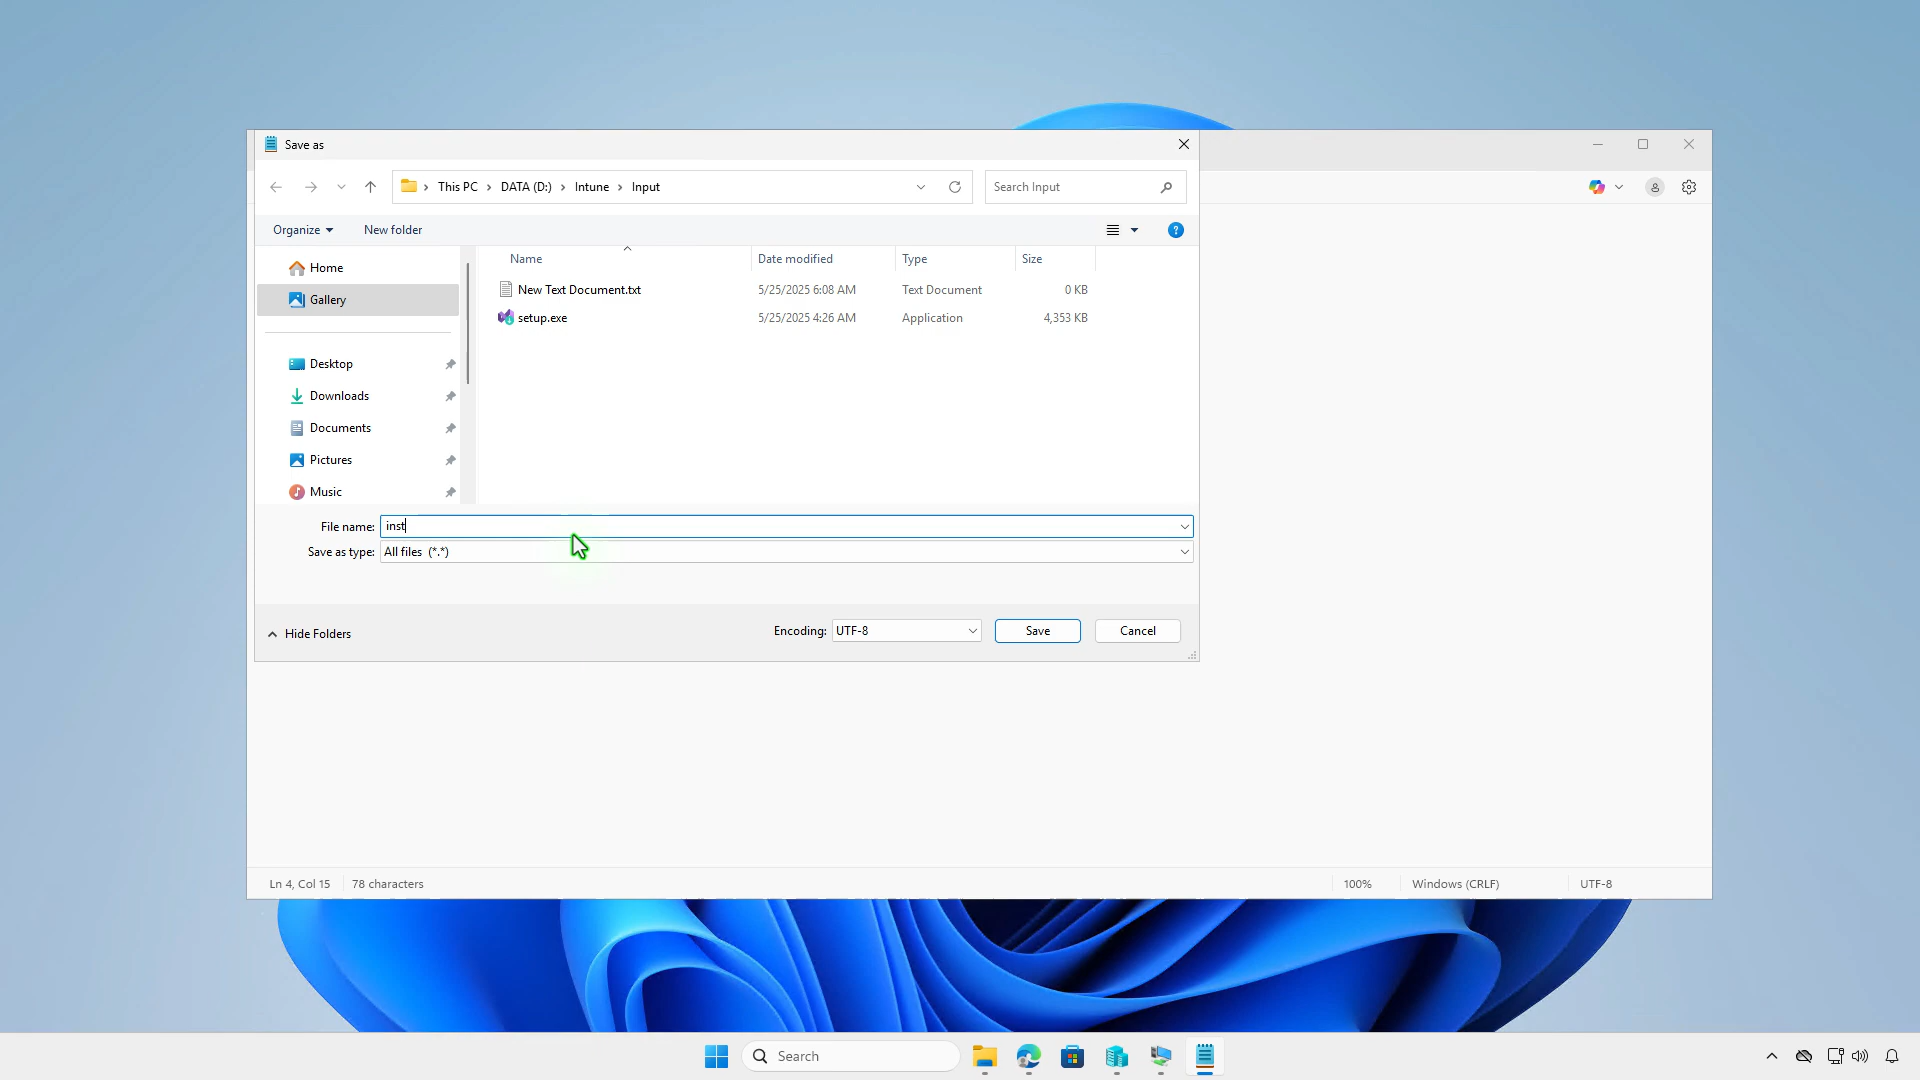 Save as
This PC DATA (D:) Intune Input
Search Input
Organize New folder
Home
Gallery
Desktop
Downloads
Documents
Pictures
Music
Name Date modified Type Size
New Text Document.txt 5/25/2025 6:08 AM Text Document 0 KB
setup.exe 5/25/2025 4:26 AM Application 4,353 KB
File name: inst
Save as type: All files (*.*)
Hide Folders
Encoding: UTF-8 Save Cancel
Ln 4, Col 15 78 characters 100% Windows (CRLF) UTF-8
Search